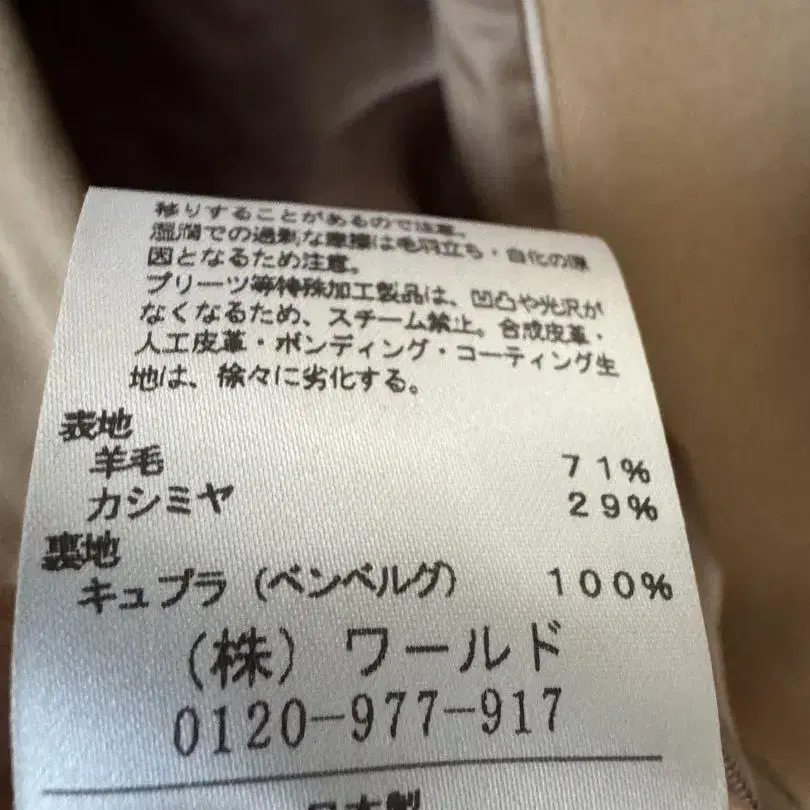 移りすることがあるので注意。
湿潤での過剰な摩擦は毛羽立ち・白化の原
因となるため注意。
プリーツ等特殊加工製品は、凹凸や光沢が
なくなるため、スチーム禁止。合成皮革・
人工皮革・ボンディング・コーティング生
地は、徐々に劣化する。
表地
羊毛 71%
カシミヤ 29%
裏地
キュプラ（ベンベルグ） 100%
（株）ワールド
0120-977-917
日本製